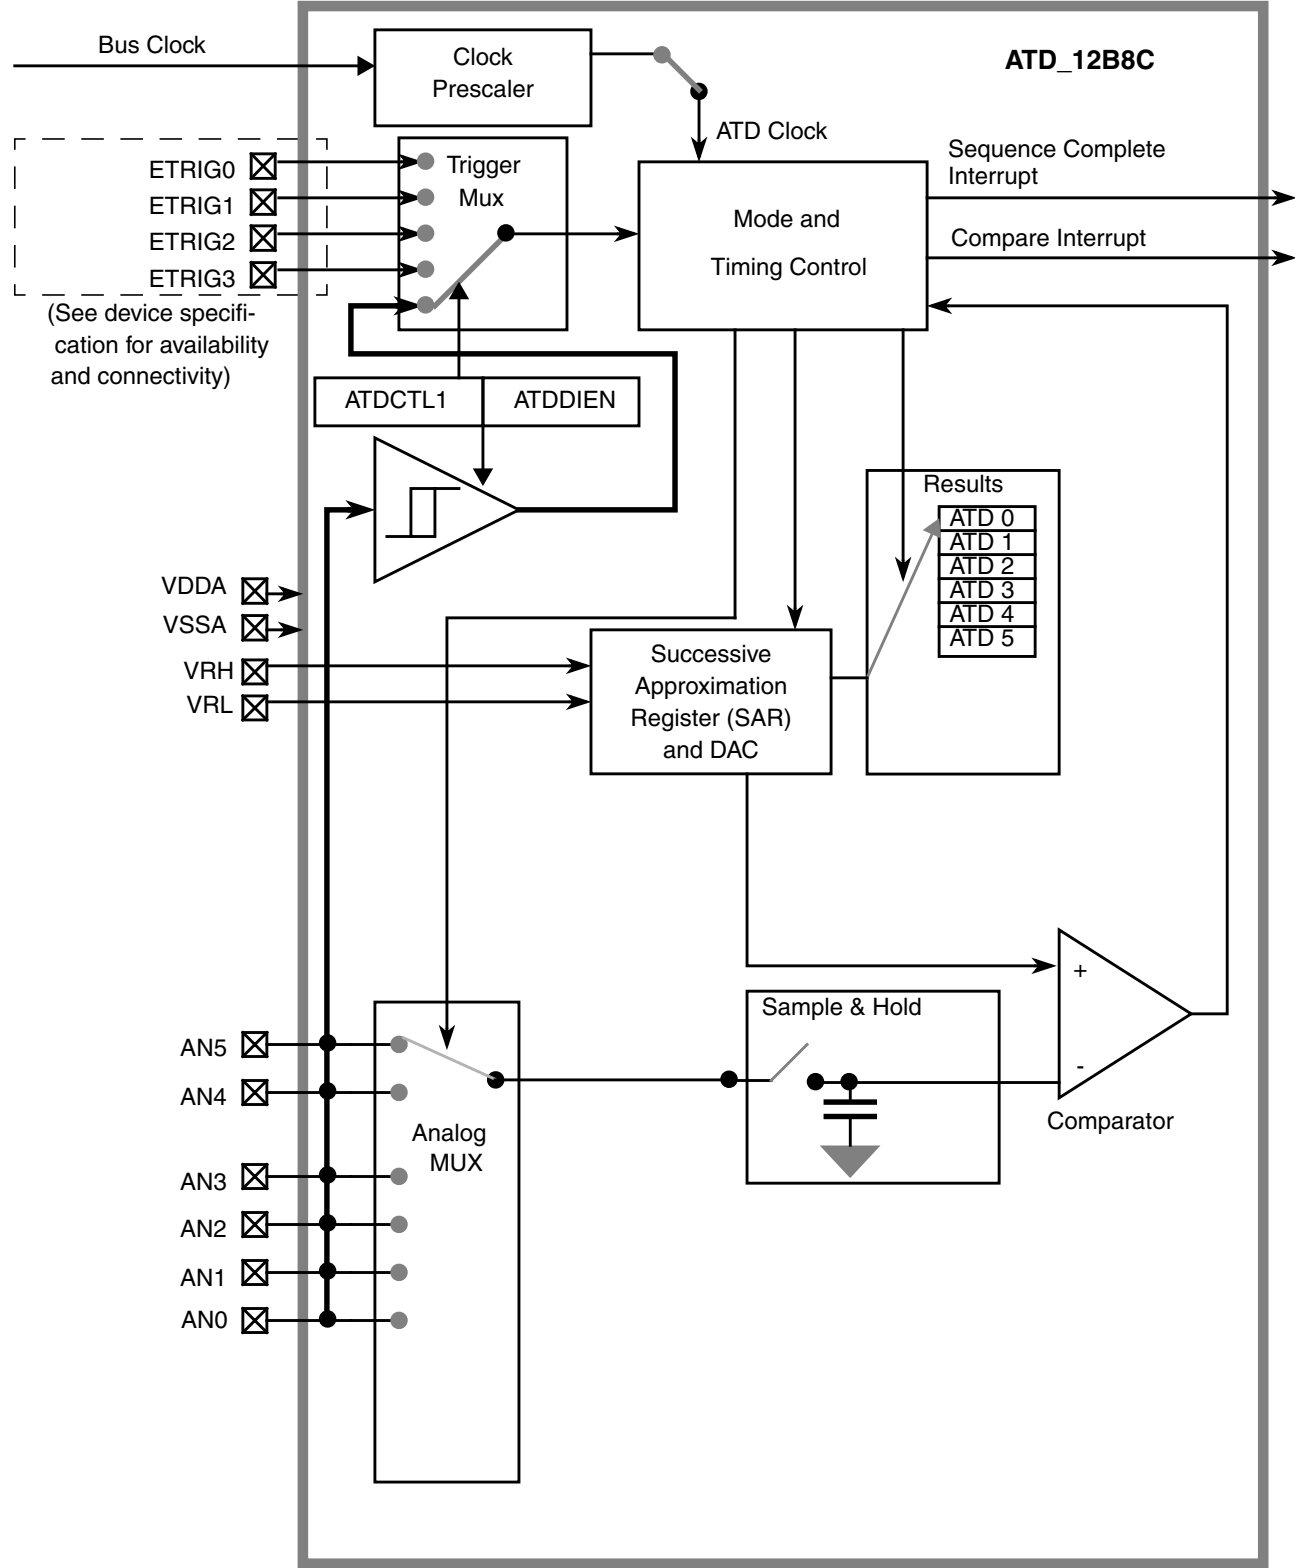 Bus Clock
Clock
Prescaler
ATD_12B8C
ATD Clock
ETRIG0
ETRIG1
ETRIG2
ETRIG3
(See device specifi-
cation for availability
and connectivity)
Trigger
Mux
Mode and
Timing Control
Sequence Complete
Interrupt
Compare Interrupt
ATDCTL1
ATDDIEN
Results
ATD 0
ATD 1
ATD 2
ATD 3
ATD 4
ATD 5
VDDA
VSSA
VRH
VRL
Successive
Approximation
Register (SAR)
and DAC
+
-
Comparator
Sample & Hold
AN5
AN4
AN3
AN2
AN1
AN0
Analog
MUX